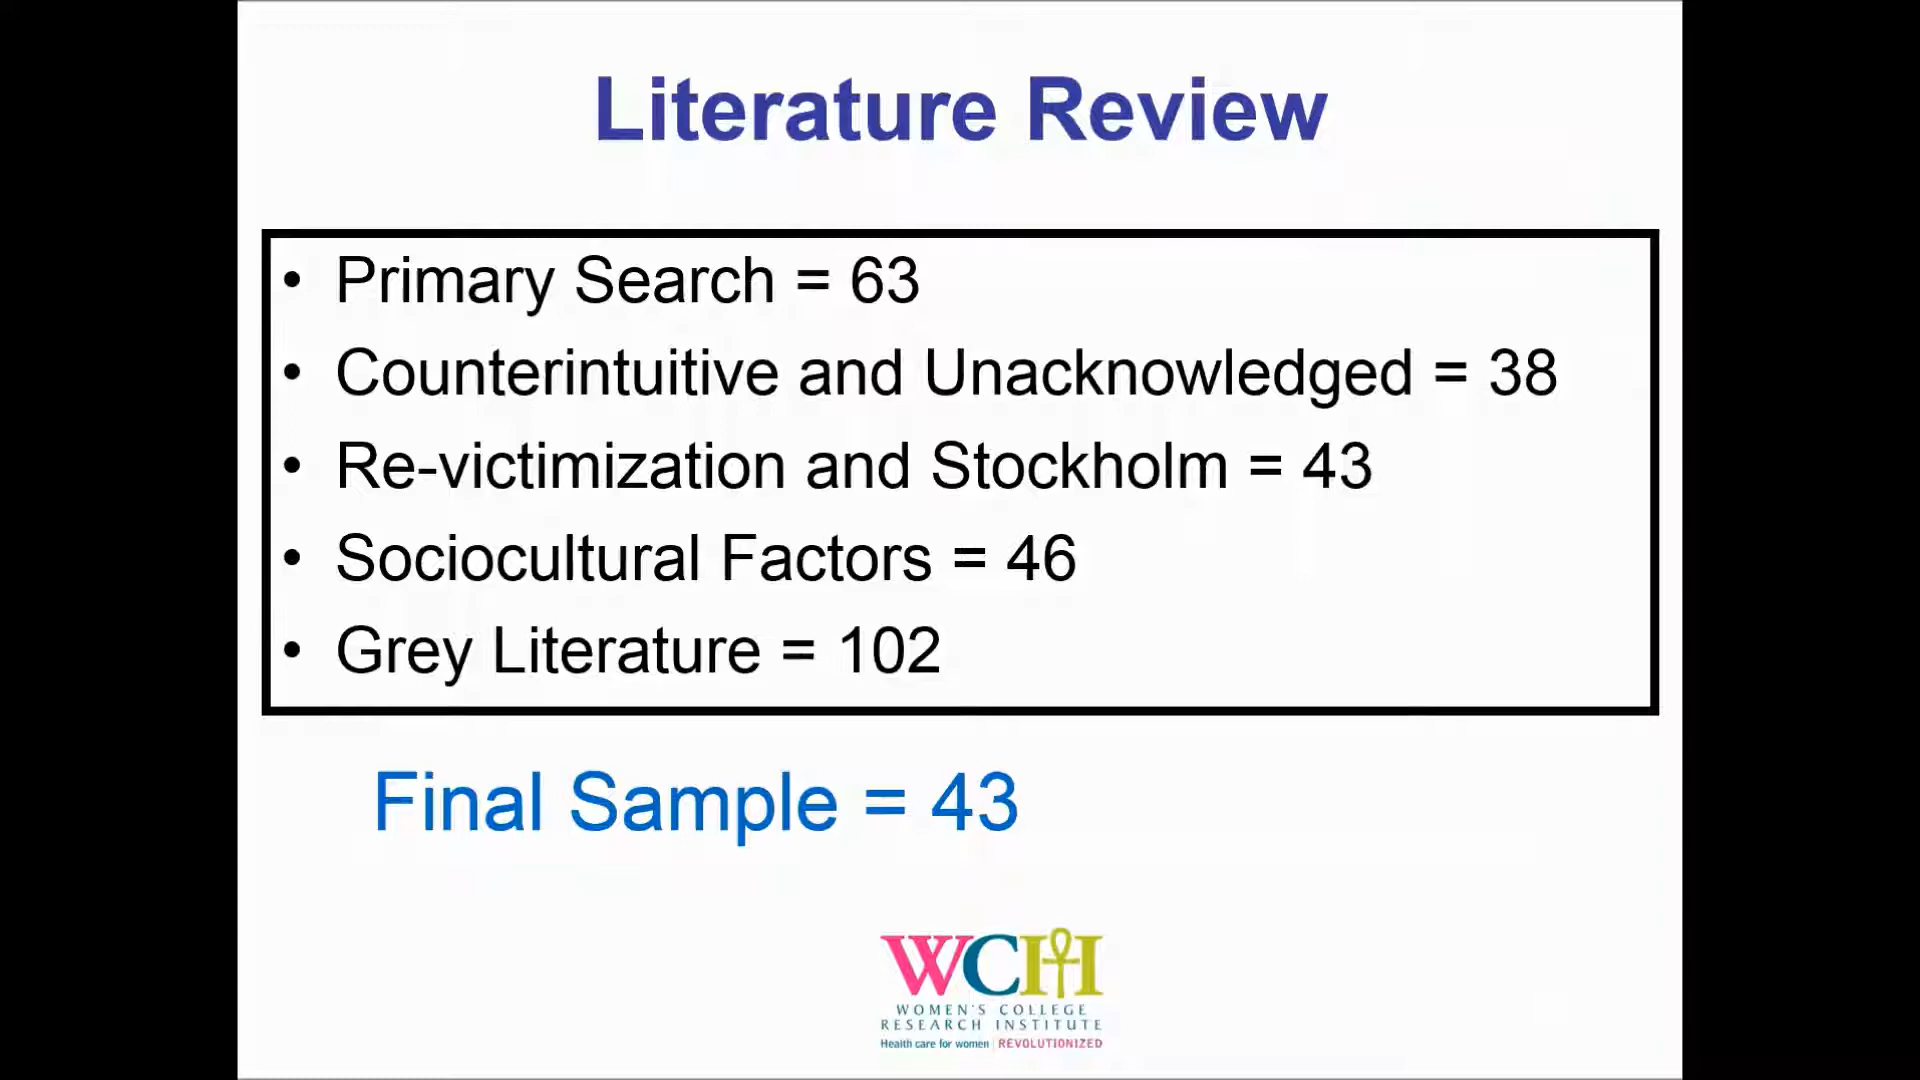 Literature Review
• Primary Search = 63
• Counterintuitive and Unacknowledged = 38
• Re-victimization and Stockholm = 43
• Sociocultural Factors = 46
• Grey Literature = 102
Final Sample = 43
WCH
WOMEN'S COLLEGE
RESEARCH INSTITUTE
Health care for women | REVOLUTIONIZED